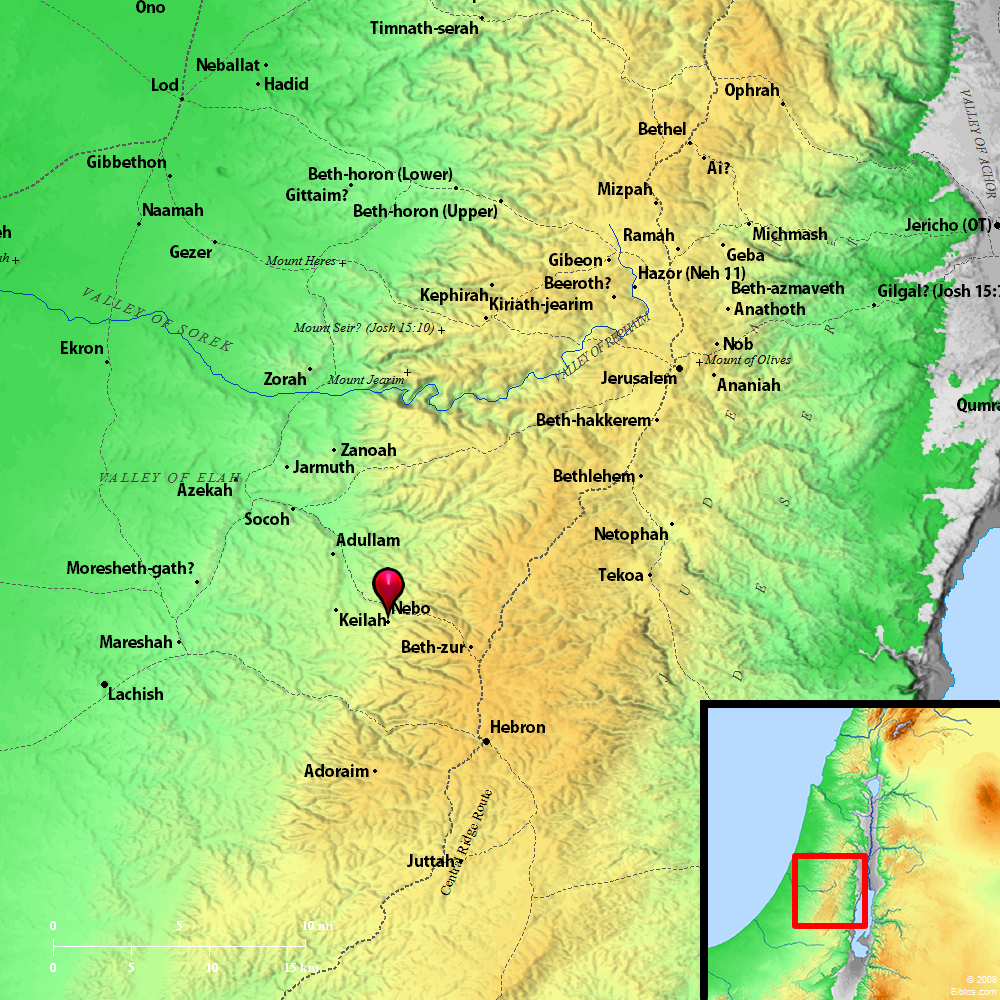 Ono
Timnath-serah
Neballat
Hadid
Lod
Ophrah
VALLEY OF ACHOR
Bethel
Gibbethon
Ai?
Beth-horon (Lower)
Gittaim?
Mizpah
Naamah
Beth-horon (Upper)
Jericho (OT)
Ramah
Michmash
Gezer
Geba
Mount Heres
Gibeon
Hazor (Neh 11)
Beeroth?
Beth-azmaveth
Kephirah
Gilgal? (Josh 15:7
Kiriath-jearim
Anathoth
VALLEY OF SOREK
Mount Seir? (Josh 15:10)
VALLEY OF REPHAIM
Ekron
Nob
Mount of Olives
Zorah
Mount Jearim
Jerusalem
Ananiah
Qumra
Beth-hakkerem
Zanoah
Jarmuth
VALLEY OF ELAH
Azekah
Bethlehem
Socoh
Netophah
Adullam
Moresheth-gath?
Tekoa
Nebo
Keilah
Mareshah
Beth-zur
Lachish
Hebron
Adoraim
Central Ridge Route
Juttah
0 5 10 mi
0 5 10 15 km
© 2008
Biblos.com